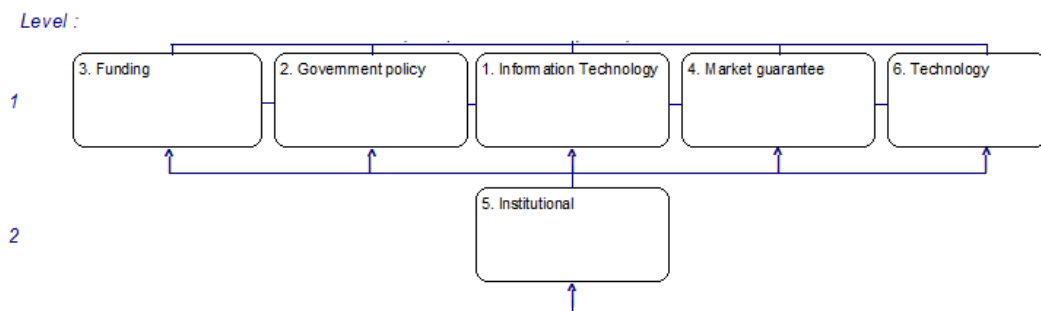 Level :
3. Funding
2. Government policy
1. Information Technology
4. Market guarantee
6. Technology
1
5. Institutional
2